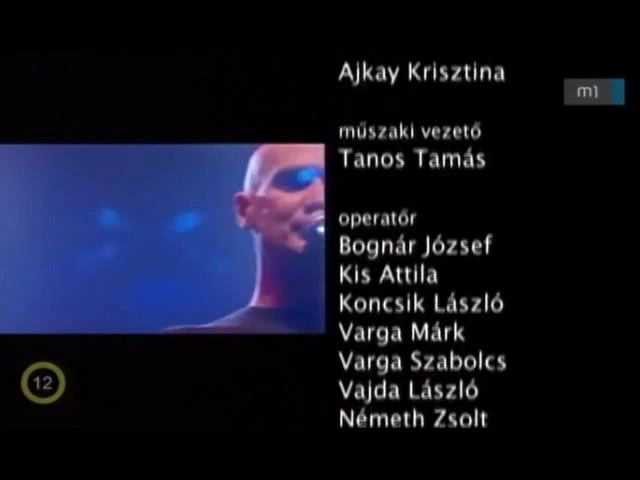 Ajkay Krisztina
m1
műszaki vezető
Tanos Tamás
operatőr
Bognár József
Kis Attila
Koncsik László
Varga Márk
Varga Szabolcs
Vajda László
Németh Zsolt
12